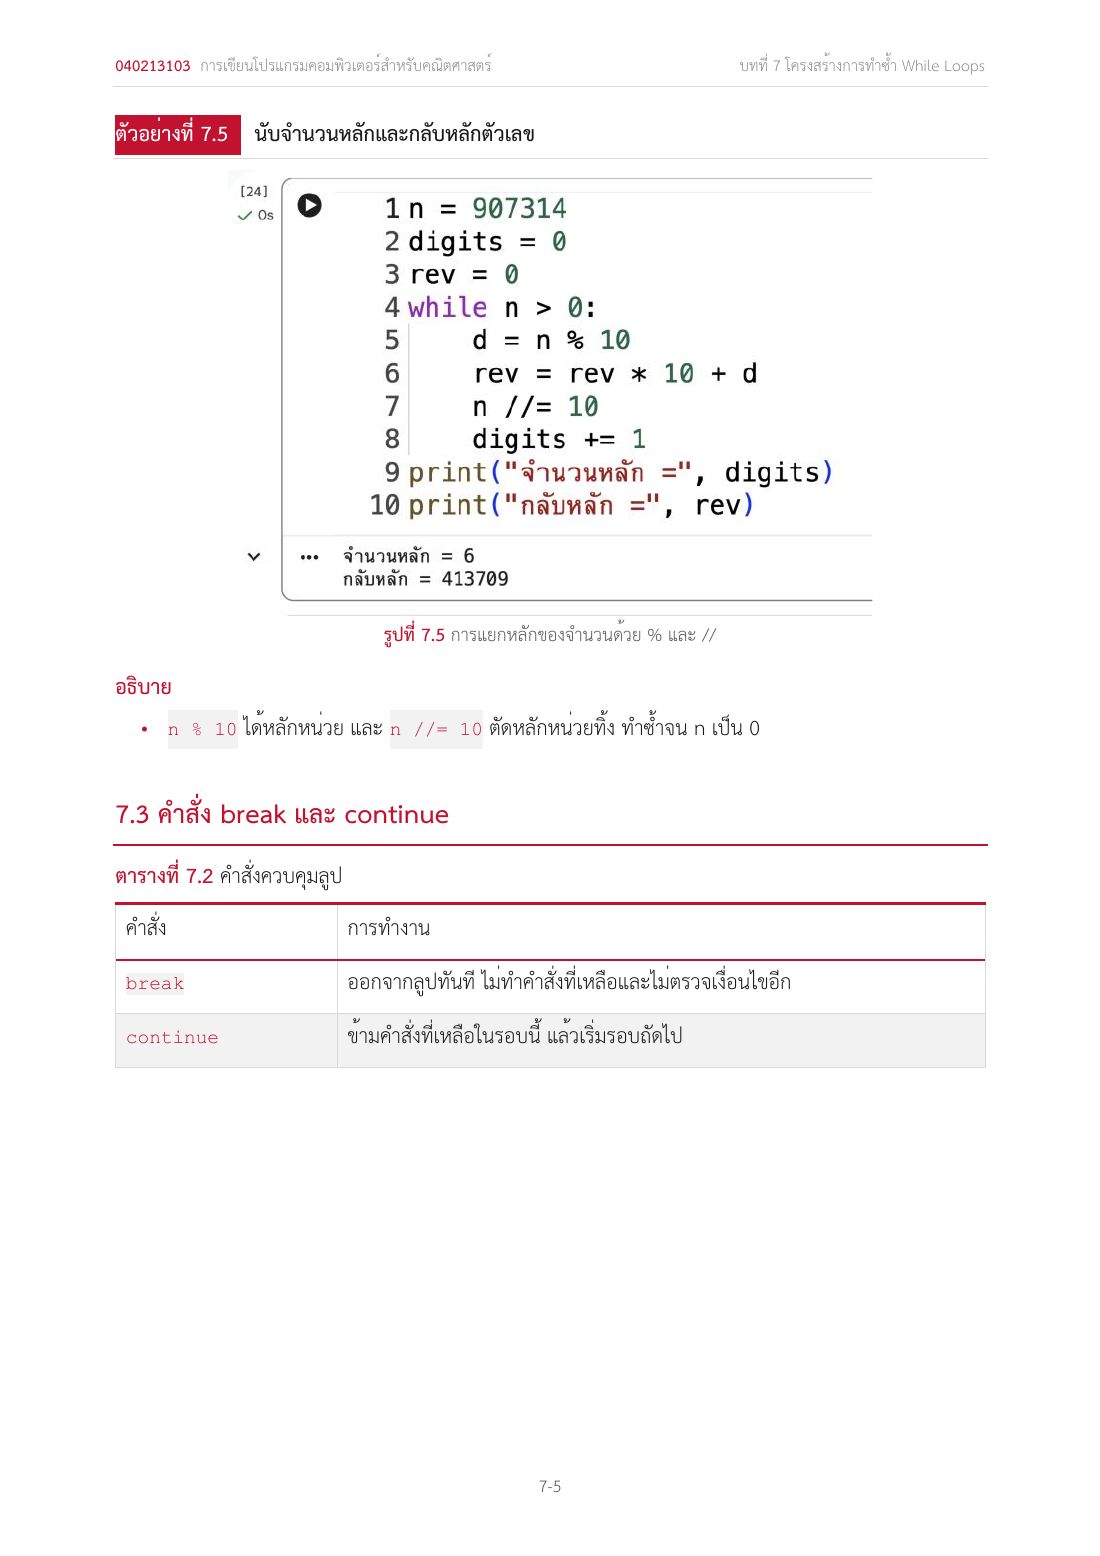 040213103 การเขียนโปรแกรมคอมพิวเตอร์สำหรับคณิตศาสตร์ บทที่ 7 โครงสร้างการทำซ้ำ While Loops
ตัวอย่างที่ 7.5 นับจำนวนหลักและกลับหลักตัวเลข
[24]
0s
1 n = 907314
2 digits = 0
3 rev = 0
4 while n > 0:
5     d = n % 10
6     rev = rev * 10 + d
7     n //= 10
8     digits += 1
9 print("จำนวนหลัก =", digits)
10 print("กลับหลัก =", rev)
จำนวนหลัก = 6
กลับหลัก = 413709
รูปที่ 7.5 การแยกหลักของจำนวนด้วย % และ //
อธิบาย
• n % 10 ได้หลักหน่วย และ n //= 10 ตัดหลักหน่วยทิ้ง ทำซ้ำจน n เป็น 0
7.3 คำสั่ง break และ continue
ตารางที่ 7.2 คำสั่งควบคุมลูป
คำสั่ง การทำงาน
break ออกจากลูปทันที ไม่ทำคำสั่งที่เหลือและไม่ตรวจเงื่อนไขอีก
continue ข้ามคำสั่งที่เหลือในรอบนี้ แล้วเริ่มรอบถัดไป
7-5